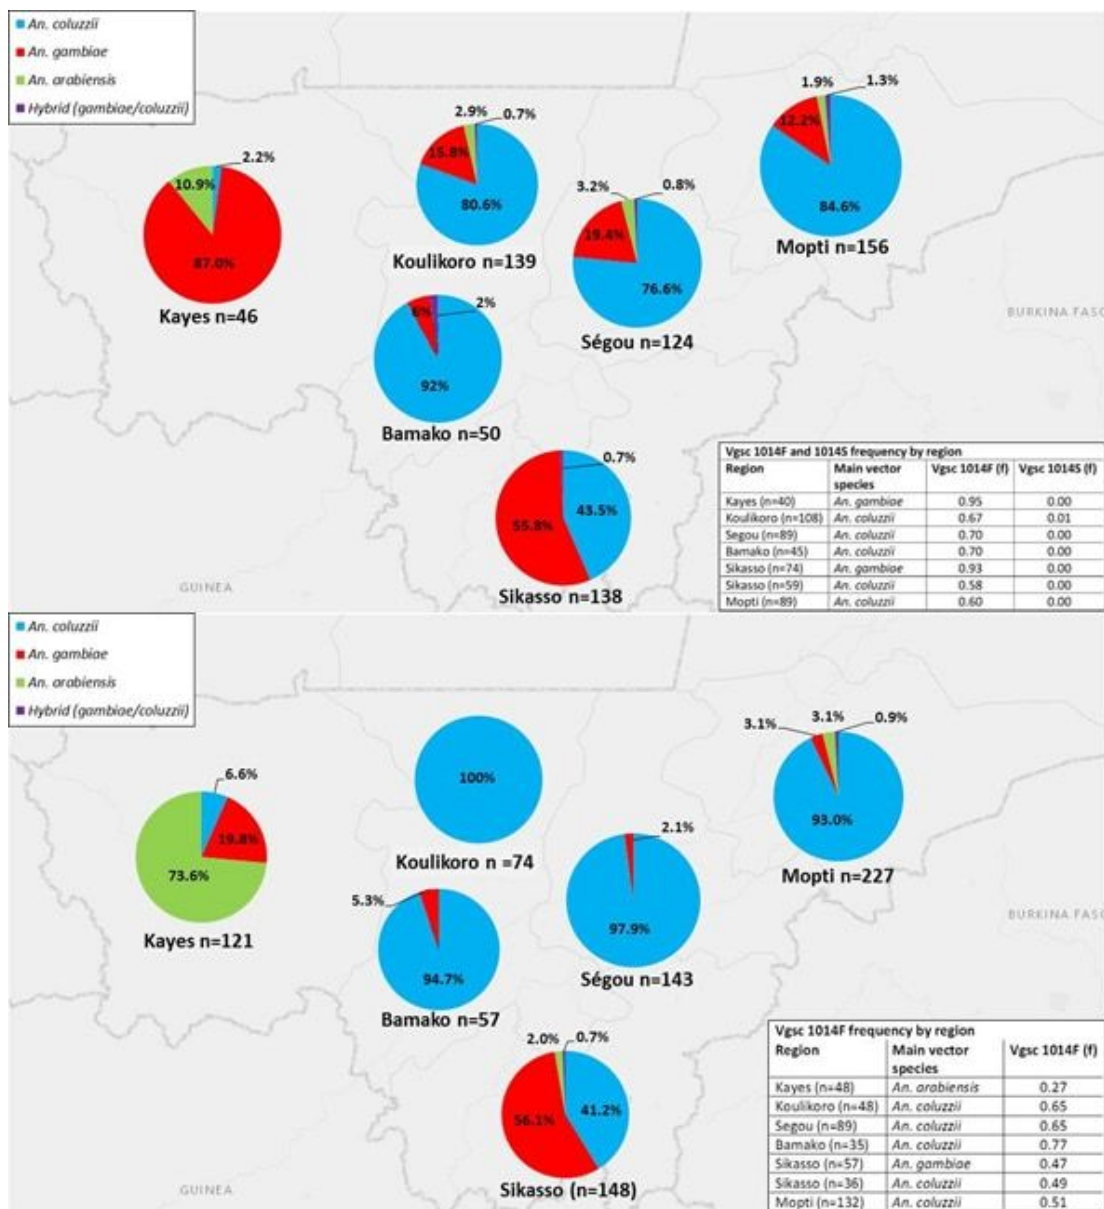 An. coluzzii
An. gambiae
An. arabiensis
Hybrid (gambiae/coluzzii)
2.2%
10.9%
87.0%
Kayes n=46
2.9%
0.7%
15.8%
80.6%
Koulikoro n=139
3.2%
0.8%
19.4%
76.6%
Ségou n=124
1.9%
1.3%
12.2%
84.6%
Mopti n=156
BURKINA FASO
6%
2%
92%
Bamako n=50
0.7%
55.8%
43.5%
Sikasso n=138
GUINEA
Vgsc 1014F and 1014S frequency by region
Region Main vector species Vgsc 1014F (f) Vgsc 1014S (f)
Kayes (n=40) An. gambiae 0.95 0.00
Koulikoro (n=108) An. coluzzii 0.67 0.01
Segou (n=89) An. coluzzii 0.70 0.00
Bamako (n=45) An. coluzzii 0.70 0.00
Sikasso (n=74) An. gambiae 0.93 0.00
Sikasso (n=59) An. coluzzii 0.58 0.00
Mopti (n=89) An. coluzzii 0.60 0.00
An. coluzzii
An. gambiae
An. arabiensis
Hybrid (gambiae/coluzzii)
6.6%
19.8%
73.6%
Kayes n=121
100%
Koulikoro n =74
3.1%
3.1%
0.9%
93.0%
Mopti n=227
2.1%
97.9%
Ségou n=143
BURKINA FASO
5.3%
94.7%
Bamako n=57
2.0%
0.7%
56.1%
41.2%
Sikasso (n=148)
GUINEA
Vgsc 1014F frequency by region
Region Main vector species Vgsc 1014F (f)
Kayes (n=48) An. arabiensis 0.27
Koulikoro (n=48) An. coluzzii 0.65
Segou (n=89) An. coluzzii 0.65
Bamako (n=35) An. coluzzii 0.77
Sikasso (n=57) An. gambiae 0.47
Sikasso (n=36) An. coluzzii 0.49
Mopti (n=132) An. coluzzii 0.51